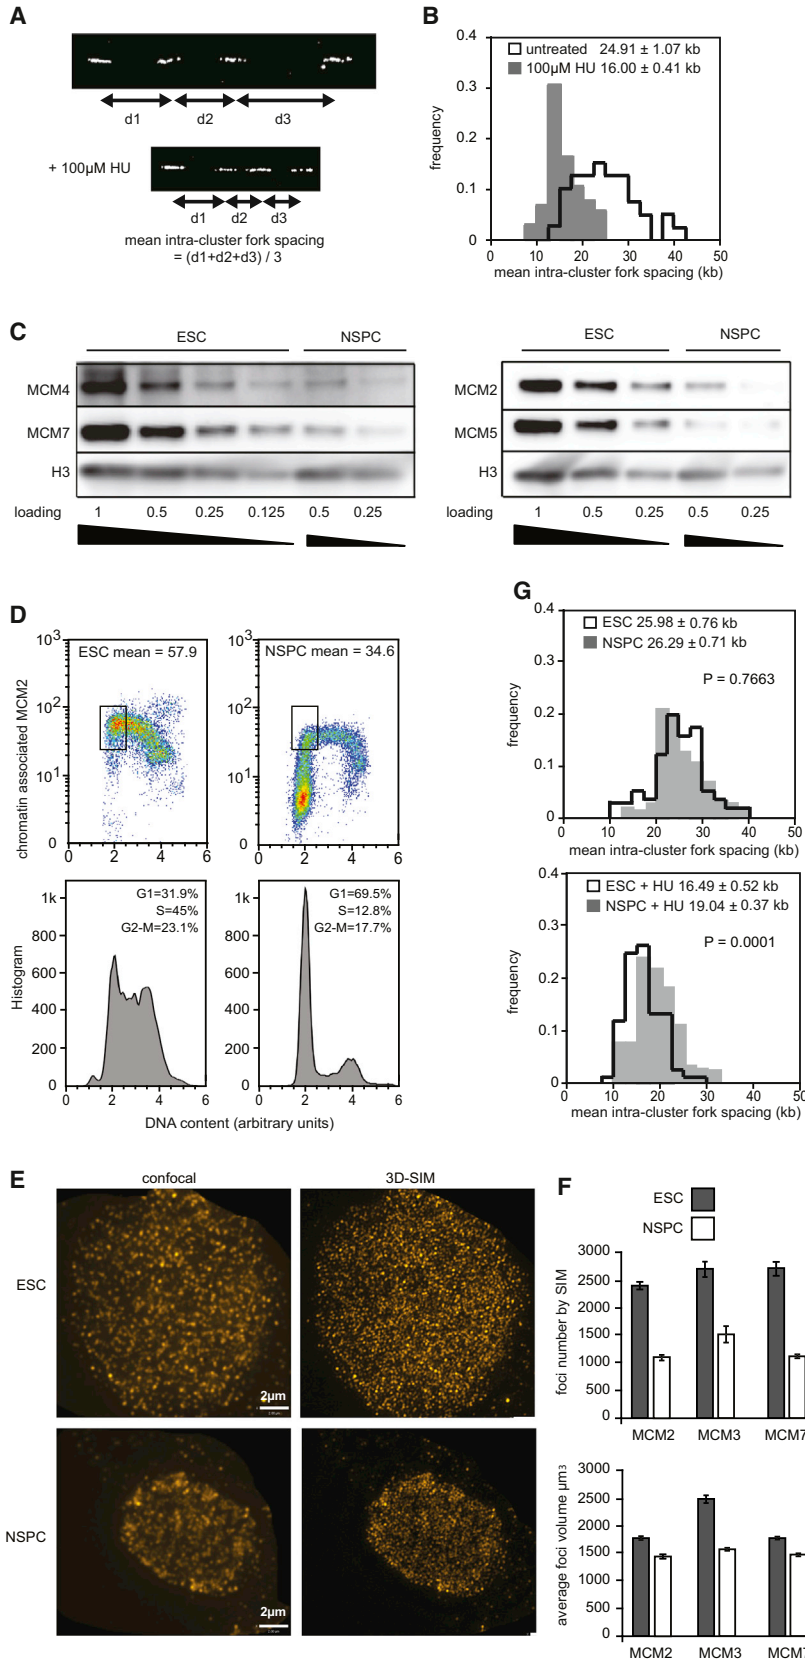 A
d1 d2 d3
+ 100µM HU
d1 d2 d3
mean intra-cluster fork spacing
= (d1+d2+d3) / 3
B
untreated 24.91 ± 1.07 kb
100µM HU 16.00 ± 0.41 kb
frequency
0.4
0.3
0.2
0.1
0
0 10 20 30 40 50
mean intra-cluster fork spacing (kb)
C
ESC NSPC
MCM4
MCM7
H3
loading 1 0.5 0.25 0.125 0.5 0.25
ESC NSPC
MCM2
MCM5
H3
loading 1 0.5 0.25 0.5 0.25
D
chromatin associated MCM2
10³
10²
10¹
0
ESC mean = 57.9
0 2 4 6
10³
10²
10¹
0
NSPC mean = 34.6
0 2 4 6
Histogram
1k
800
600
400
200
0
G1=31.9%
S=45%
G2-M=23.1%
0 2 4 6
1k
800
600
400
200
0
G1=69.5%
S=12.8%
G2-M=17.7%
0 2 4 6
DNA content (arbitrary units)
G
frequency
0.4
0.3
0.2
0.1
0
ESC 25.98 ± 0.76 kb
NSPC 26.29 ± 0.71 kb
P = 0.7663
0 10 20 30 40 50
mean intra-cluster fork spacing (kb)
frequency
0.4
0.3
0.2
0.1
0
ESC + HU 16.49 ± 0.52 kb
NSPC + HU 19.04 ± 0.37 kb
P = 0.0001
0 10 20 30 40 50
mean intra-cluster fork spacing (kb)
E
confocal 3D-SIM
ESC
2µm
2µm
NSPC
2µm
2µm
F
ESC
NSPC
foci number by SIM
3000
2500
2000
1500
1000
500
0
MCM2 MCM3 MCM7
average foci volume µm3
3000
2500
2000
1500
1000
500
0
MCM2 MCM3 MCM7